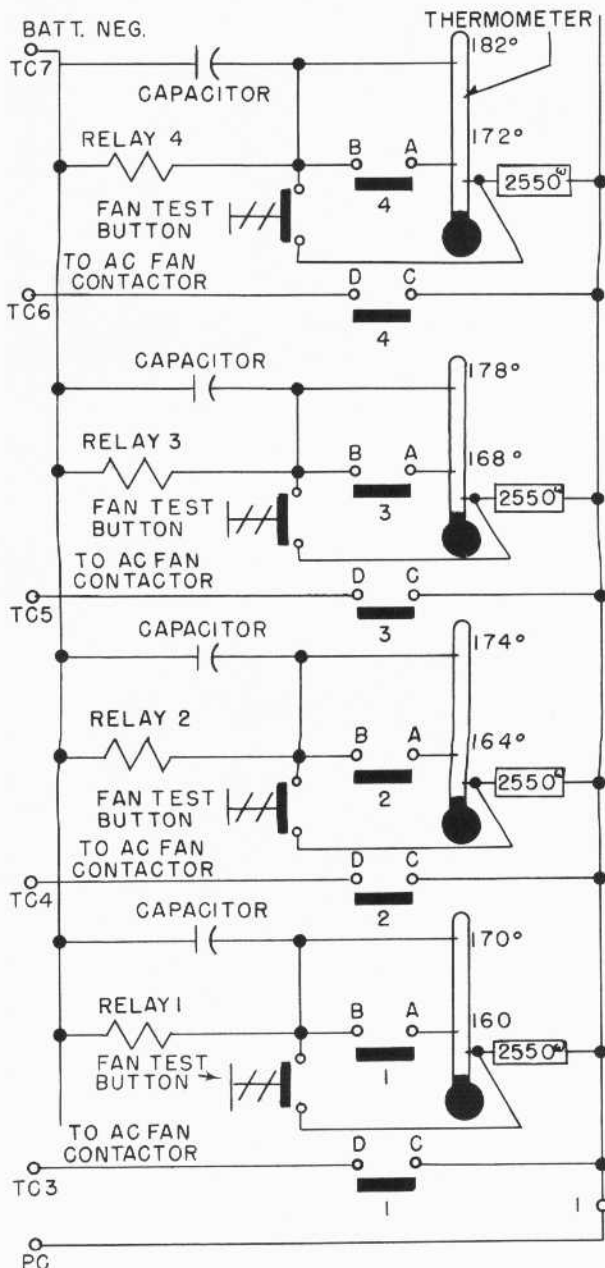 BATT. NEG.
THERMOMETER
TC7
182°
CAPACITOR
RELAY 4
B A
172°
2550ω
FAN TEST
BUTTON
4
TO AC FAN
CONTACTOR
D C
TC6
4
CAPACITOR
178°
RELAY 3
B A
168°
2550ω
FAN TEST
BUTTON
3
TO AC FAN
CONTACTOR
D C
TC5
3
CAPACITOR
174°
RELAY 2
B A
164°
2550ω
FAN TEST
BUTTON
2
TO AC FAN
CONTACTOR
D C
TC4
2
CAPACITOR
170°
RELAY 1
B A
160
2550ω
FAN TEST
BUTTON
1
TO AC FAN
CONTACTOR
D C
TC3
1
1
PC